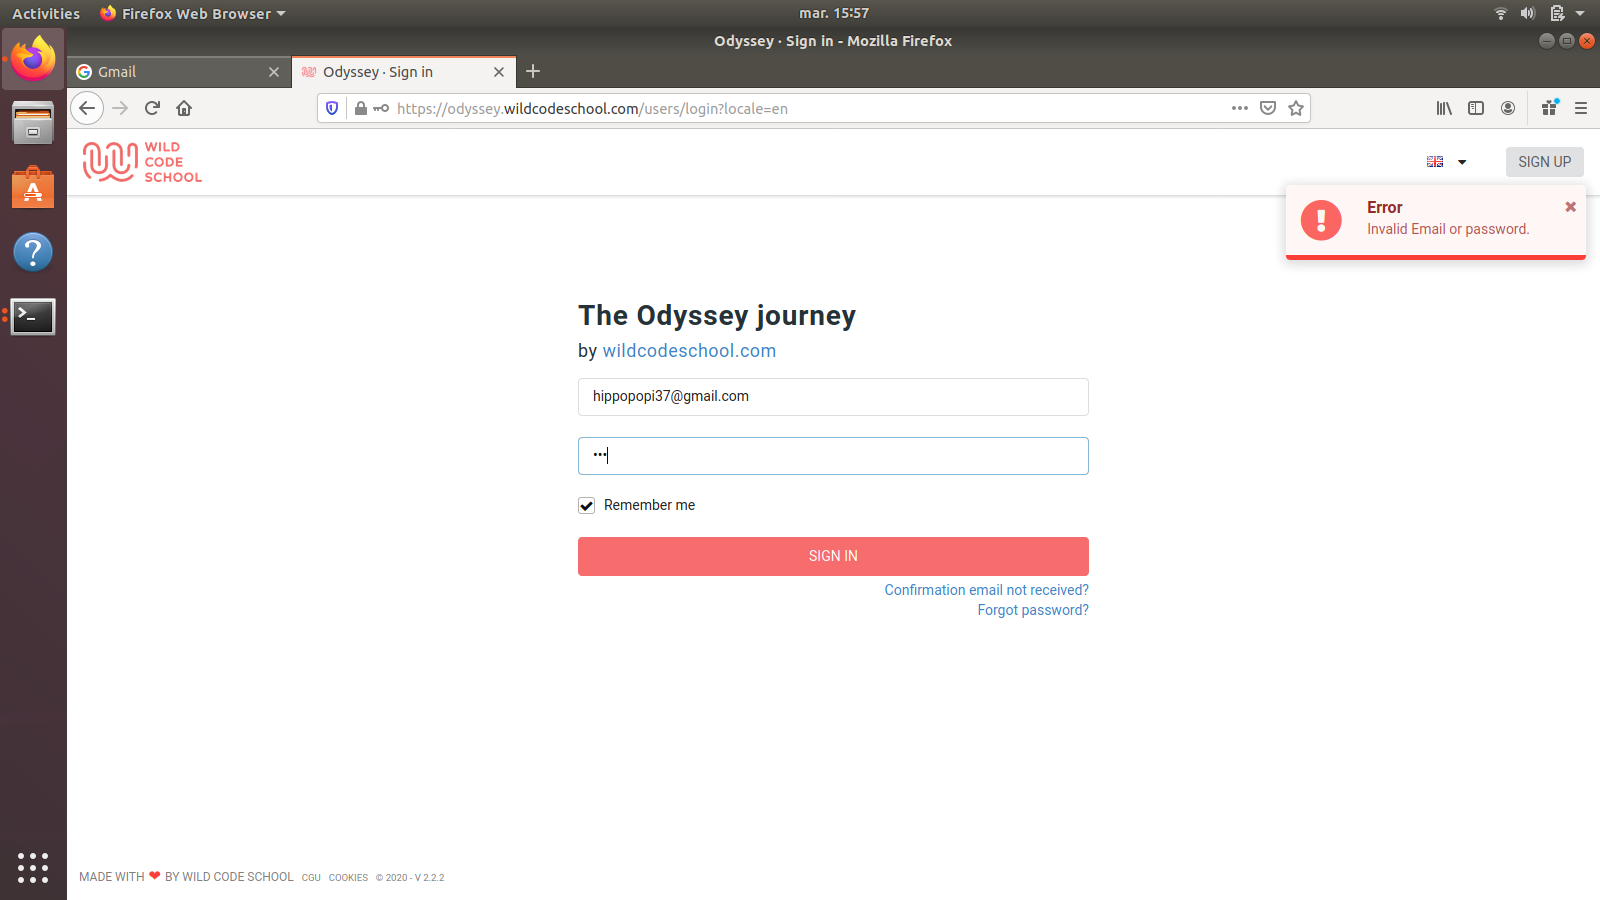 Activities
Firefox Web Browser
mar. 15:57
Odyssey · Sign in - Mozilla Firefox
Gmail
Odyssey · Sign in
https://odyssey.wildcodeschool.com/users/login?locale=en
WILD
CODE
SCHOOL
SIGN UP
Error
Invalid Email or password.
The Odyssey journey
by wildcodeschool.com
hippopopi37@gmail.com
•••
Remember me
SIGN IN
Confirmation email not received?
Forgot password?
MADE WITH ❤ BY WILD CODE SCHOOL CGU COOKIES © 2020 - V 2.2.2